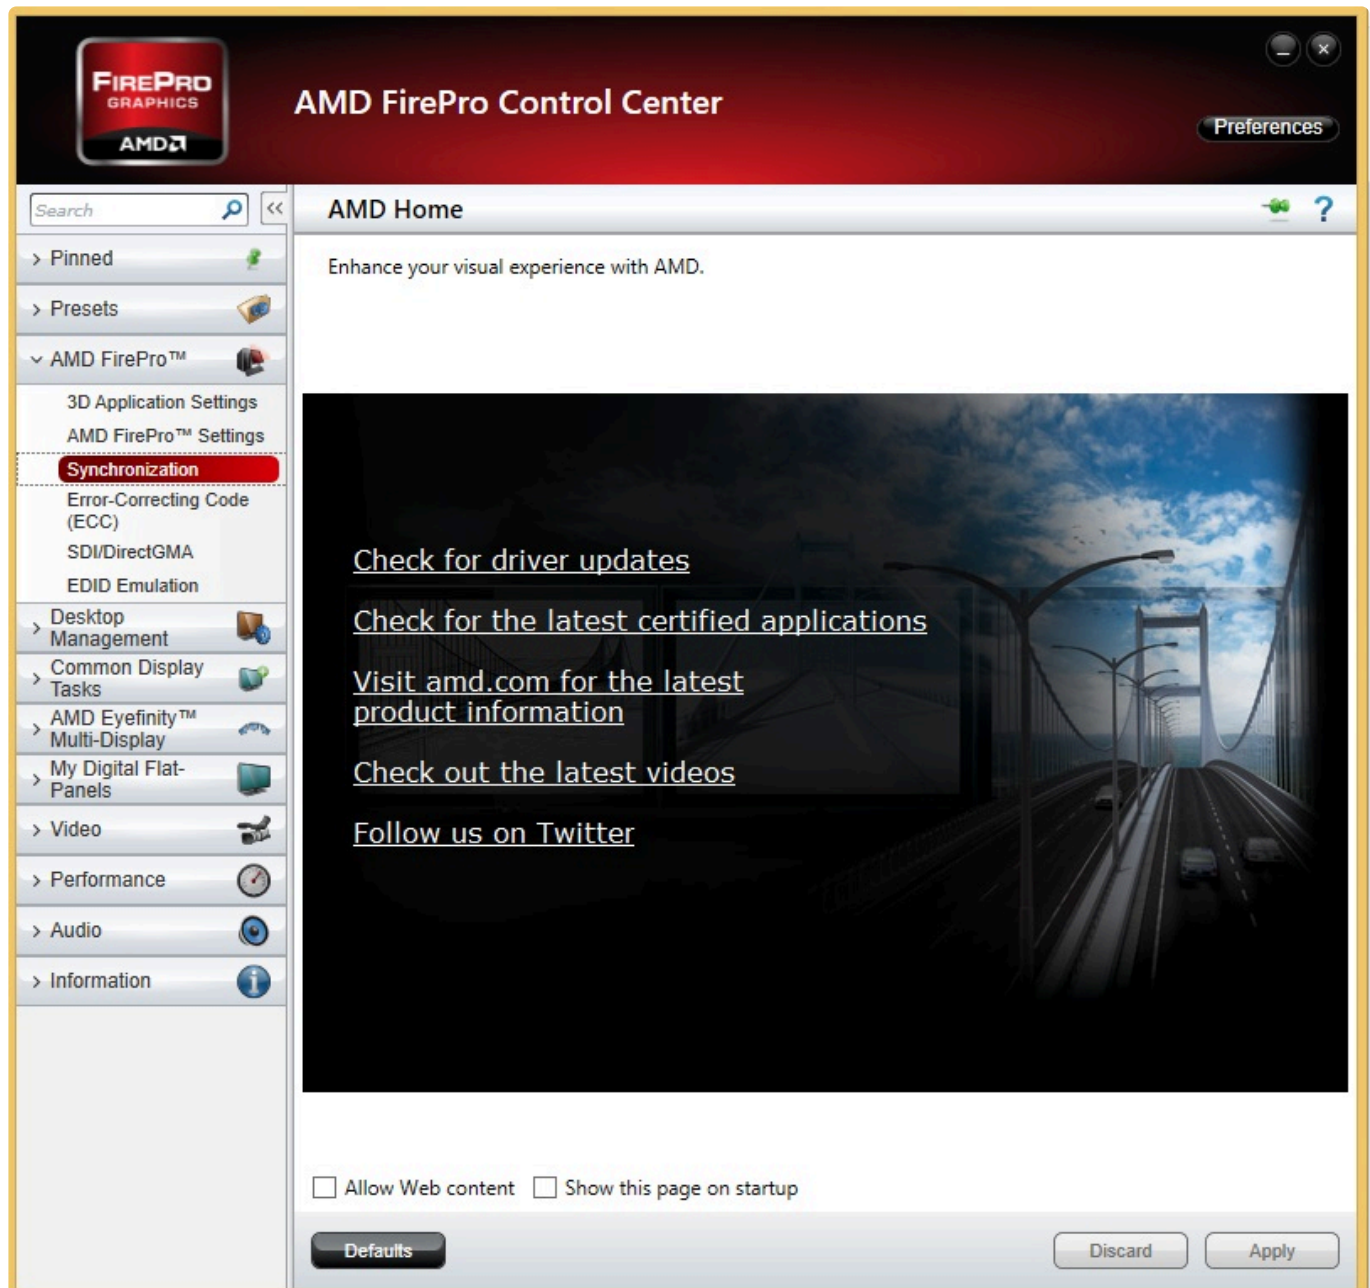 FIREPRO
GRAPHICS
AMD
AMD FirePro Control Center
Preferences
Search
<<
AMD Home
?
> Pinned
Enhance your visual experience with AMD.
> Presets
AMD FirePro™
3D Application Settings
AMD FirePro™ Settings
Synchronization
Error-Correcting Code
(ECC)
SDI/DirectGMA
EDID Emulation
> Desktop
Management
> Common Display
Tasks
> AMD Eyefinity™
Multi-Display
> My Digital Flat-
Panels
> Video
> Performance
> Audio
> Information
Check for driver updates
Check for the latest certified applications
Visit amd.com for the latest
product information
Check out the latest videos
Follow us on Twitter
Allow Web content
Show this page on startup
Defaults
Discard
Apply